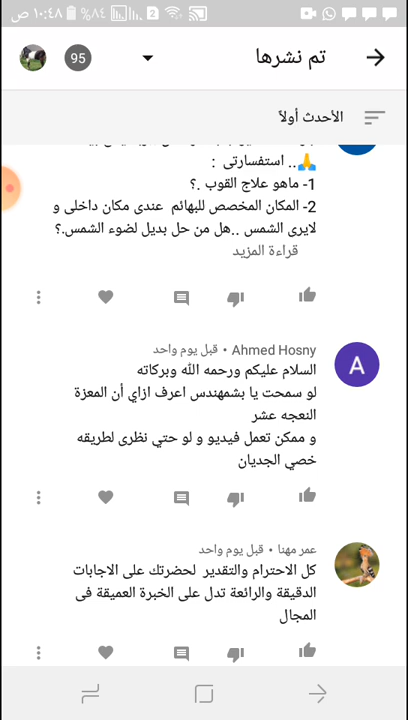 ١٠:٤٨ ص
٨٤%
2
تم نشرها
95
الأحدث أولاً
🙏.. استفسارتى :
1- ماهو علاج القوب .؟
2- المكان المخصص للبهائم عندى مكان داخلى و
لايرى الشمس ..هل من حل بديل لضوء الشمس.؟
قراءة المزيد
A
Ahmed Hosny • قبل يوم واحد
السلام عليكم ورحمه الله وبركاته
لو سمحت يا بشمهندس اعرف ازاي أن المعزة
النعجه عشر
و ممكن تعمل فيديو و لو حتي نظرى لطريقه
خصي الجديان
عمر مهنا • قبل يوم واحد
كل الاحترام والتقدير لحضرتك على الاجابات
الدقيقة والرائعة تدل على الخبرة العميقة فى
المجال